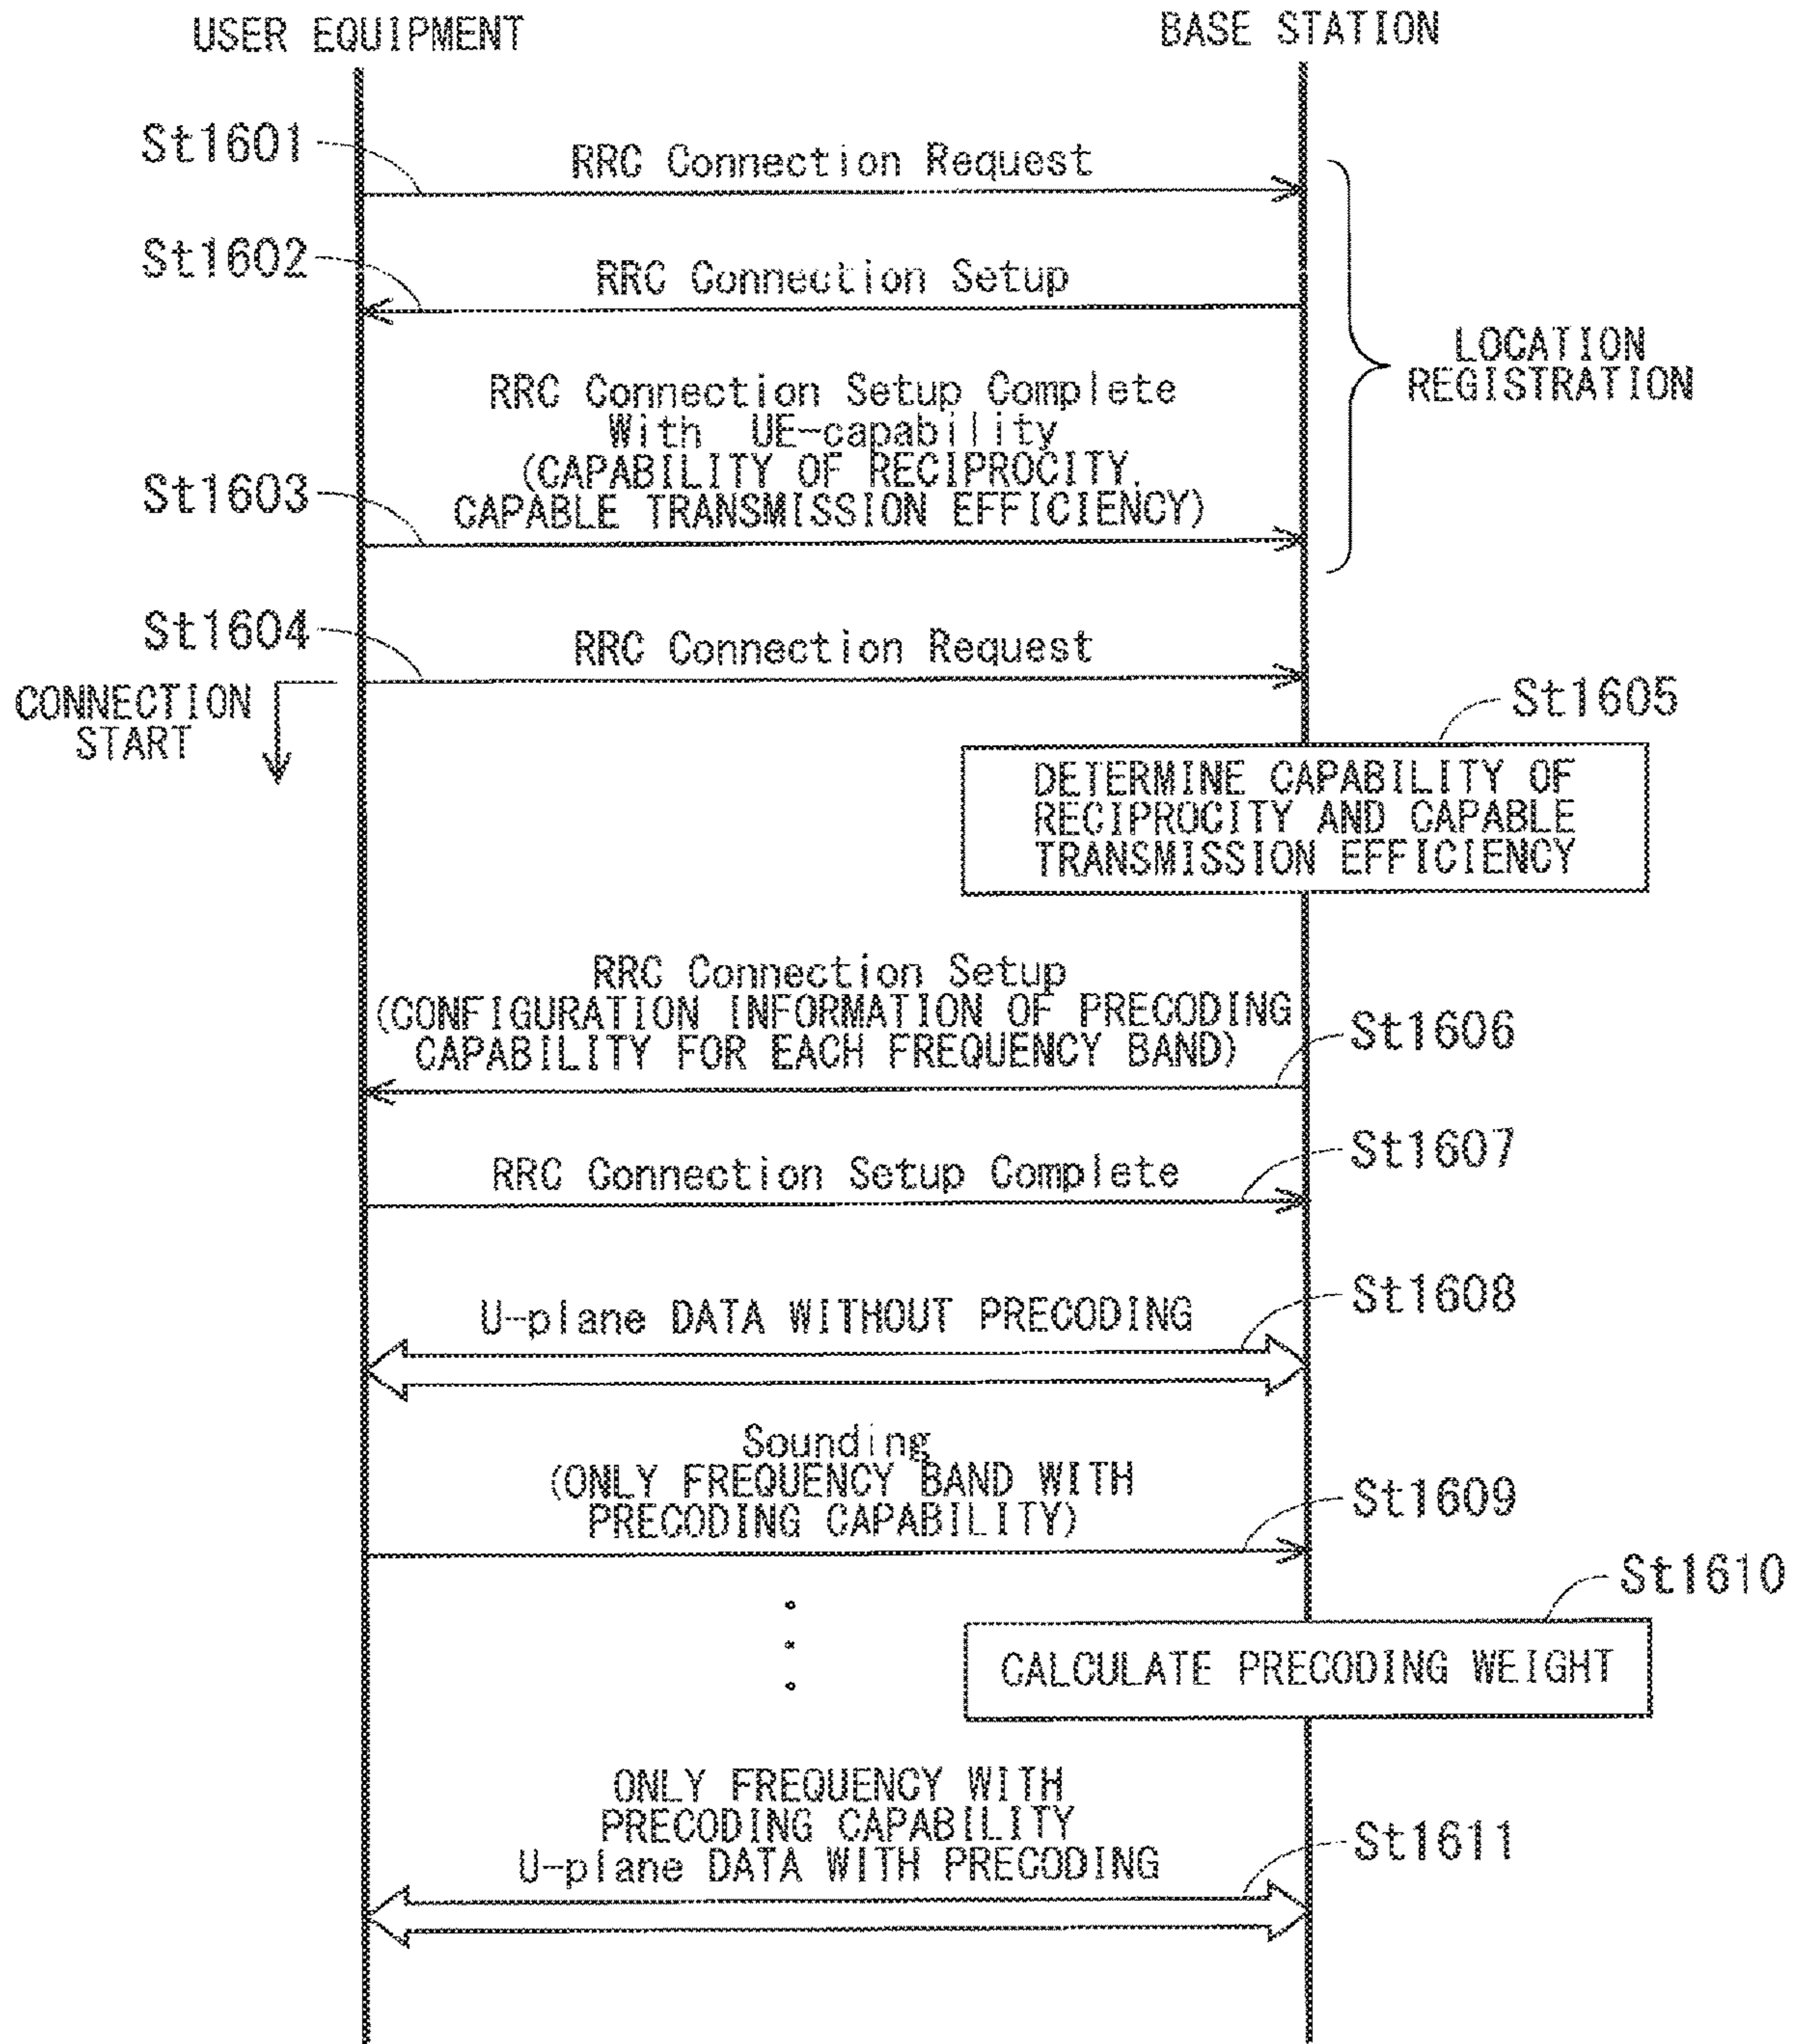 USER EQUIPMENT
BASE STATION
St1601
RRC Connection Request
St1602
RRC Connection Setup
LOCATION
REGISTRATION
RRC Connection Setup Complete
With UE-capability
(CAPABILITY OF RECIPROCITY,
CAPABLE TRANSMISSION EFFICIENCY)
St1603
St1604
RRC Connection Request
CONNECTION
START
St1605
DETERMINE CAPABILITY OF
RECIPROCITY AND CAPABLE
TRANSMISSION EFFICIENCY
RRC Connection Setup
(CONFIGURATION INFORMATION OF PRECODING
CAPABILITY FOR EACH FREQUENCY BAND)
St1606
RRC Connection Setup Complete
St1607
U-plane DATA WITHOUT PRECODING
St1608
Sounding
(ONLY FREQUENCY BAND WITH
PRECODING CAPABILITY)
St1609
St1610
CALCULATE PRECODING WEIGHT
ONLY FREQUENCY WITH
PRECODING CAPABILITY
U-plane DATA WITH PRECODING
St1611